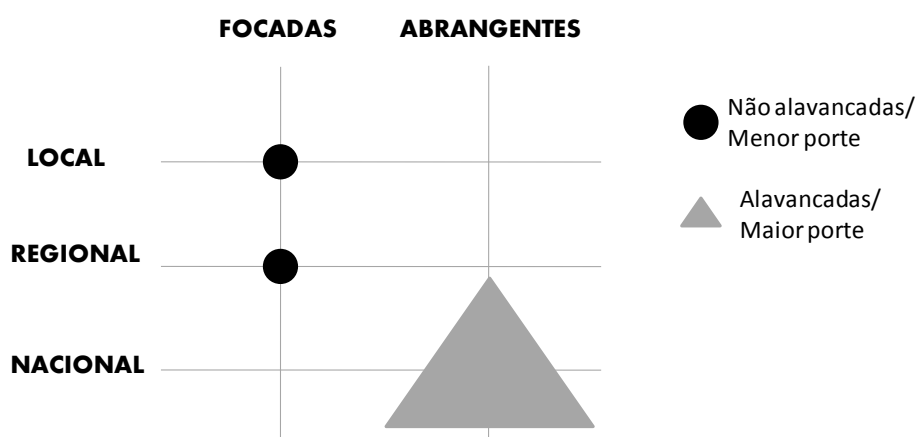 FOCADAS ABRANGENTES
Não alavancadas/
Menor porte
LOCAL
Alavancadas/
Maior porte
REGIONAL
NACIONAL